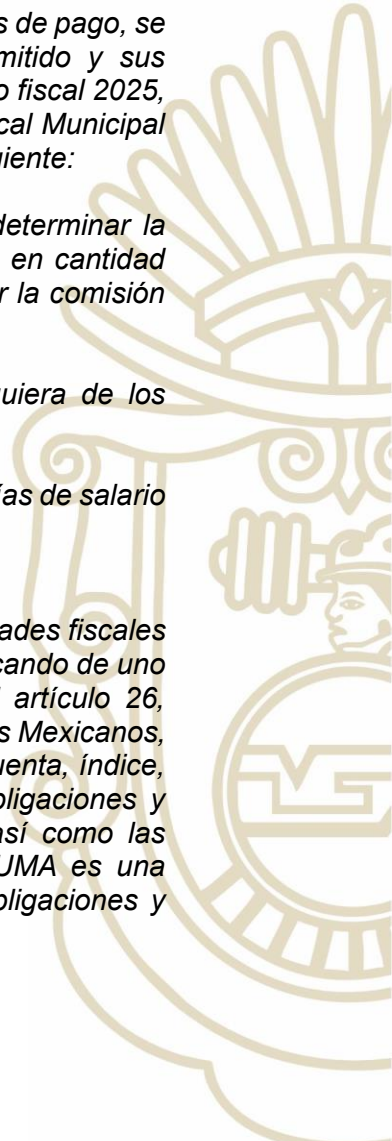 s de pago, se
mitido y sus
o fiscal 2025,
cal Municipal
uiente:
determinar la
en cantidad
r la comisión
uiera de los
ías de salario
ades fiscales
cando de uno
artículo 26,
s Mexicanos,
uenta, índice,
bligaciones y
así como las
UMA es una
bligaciones y